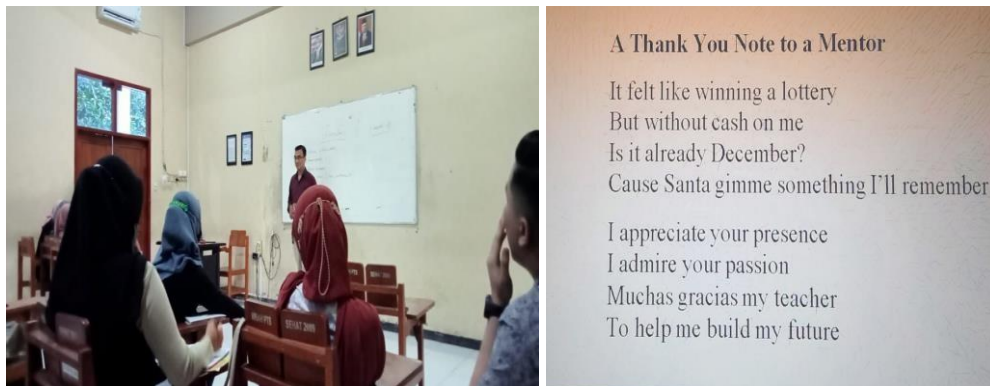 A Thank You Note to a Mentor
It felt like winning a lottery
But without cash on me
Is it already December?
Cause Santa gimme something I'll remember
I appreciate your presence
I admire your passion
Muchas gracias my teacher
To help me build my future